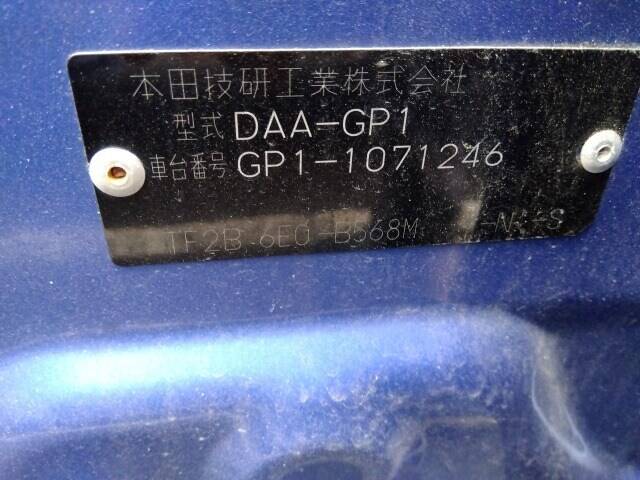 本田技研工業株式会社
型式 DAA-GP1
車台番号 GP1-1071246
TF2B 6E0-B568M -N -S